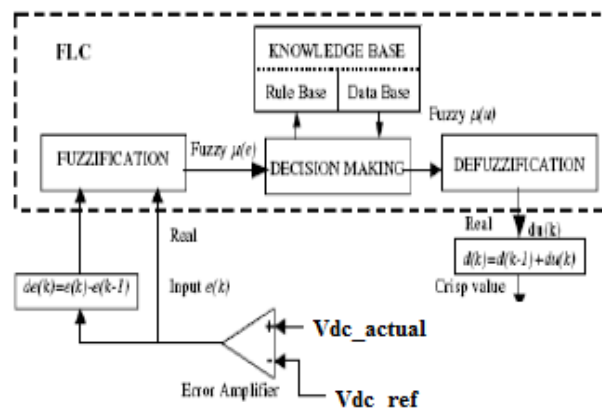 FLC
KNOWLEDGE BASE
Rule Base
Data Base
Fuzzy μ(u)
FUZZIFICATION
Fuzzy μ(e)
DECISION MAKING
DEFUZZIFICATION
Real
Real
du(k)
de(k)=e(k)-e(k-1)
Input e(k)
d(k)=d(k-1)+du(k)
Crisp value
+
Vdc_actual
-
Error Amplifier
Vdc_ref